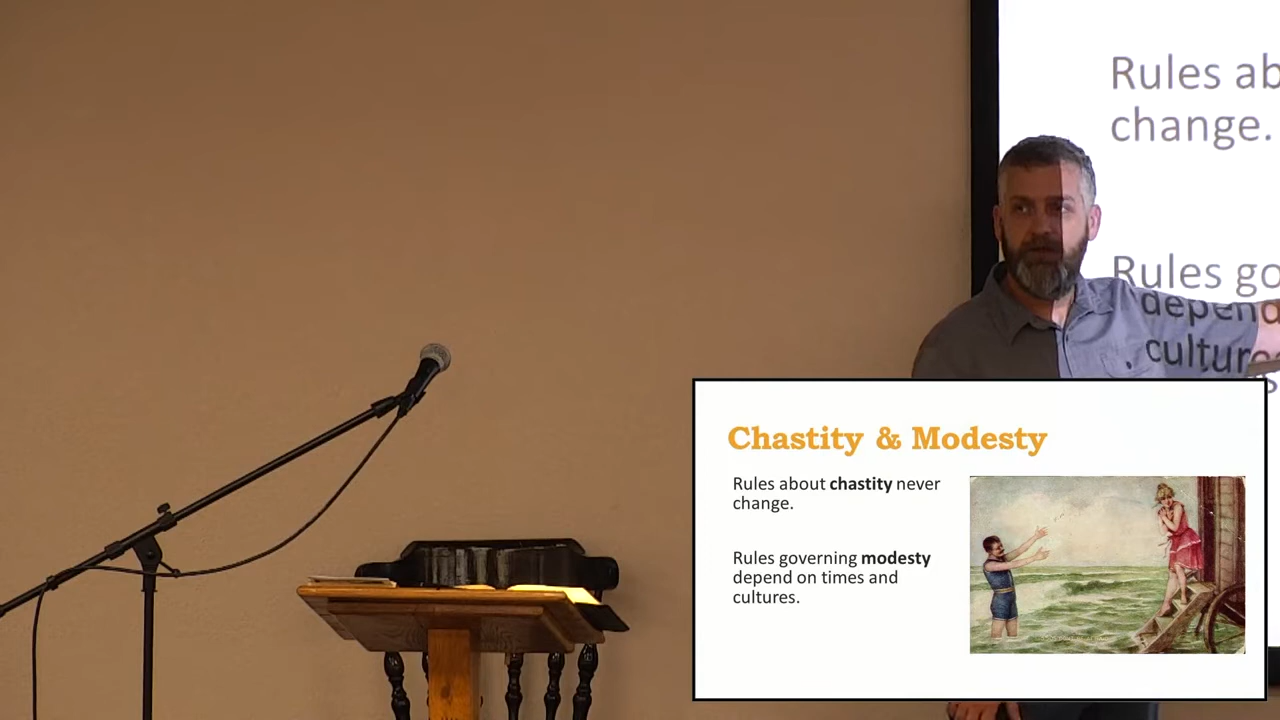 Rules ab
change.
Rules go
depend
culture
Chastity & Modesty
Rules about chastity never
change.
Rules governing modesty
depend on times and
cultures.